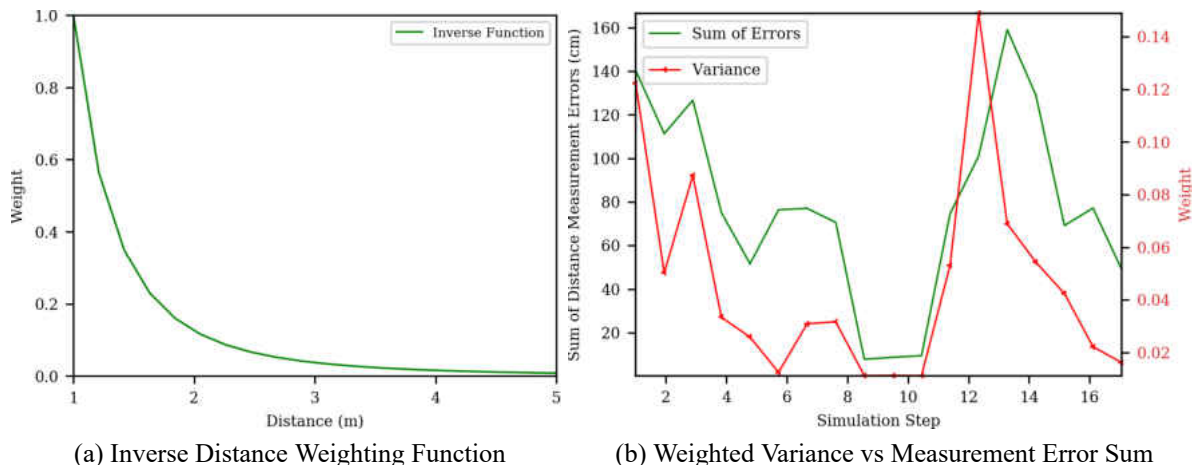 1.0
0.8
0.6
0.4
0.2
0.0
Weight
Inverse Function
1 2 3 4 5
Distance (m)
(a) Inverse Distance Weighting Function
160
140
120
100
80
60
40
20
Sum of Distance Measurement Errors (cm)
Sum of Errors
Variance
0.14
0.12
0.10
0.08
0.06
0.04
0.02
Weight
2 4 6 8 10 12 14 16
Simulation Step
(b) Weighted Variance vs Measurement Error Sum